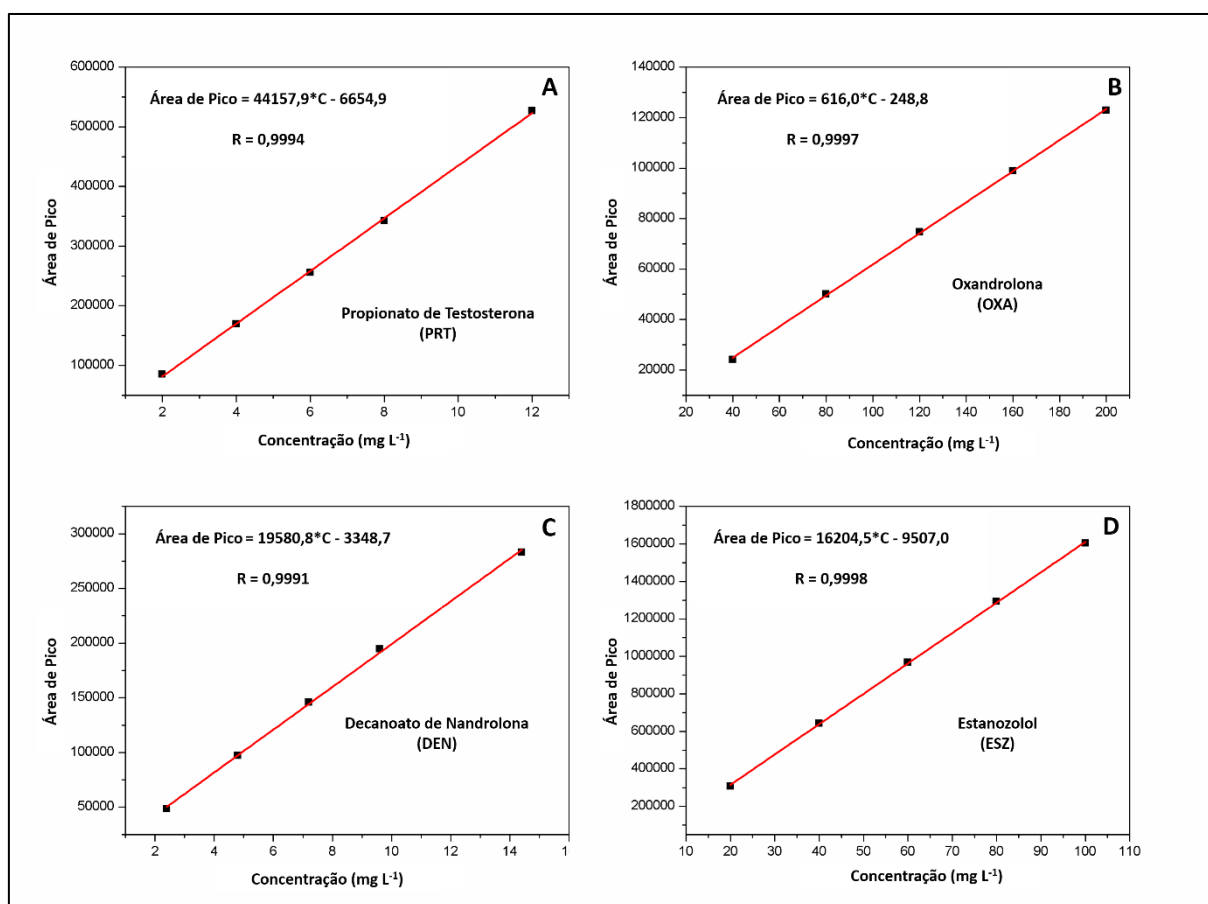 A
Área de Pico = 44157,9*C - 6654,9
R = 0,9994
Propionato de Testosterona
(PRT)
Área de Pico
600000
500000
400000
300000
200000
100000
2 4 6 8 10 12
Concentração (mg L⁻¹)
B
Área de Pico = 616,0*C - 248,8
R = 0,9997
Oxandrolona
(OXA)
Área de Pico
140000
120000
100000
80000
60000
40000
20000
20 40 60 80 100 120 140 160 180 200
Concentração (mg L⁻¹)
C
Área de Pico = 19580,8*C - 3348,7
R = 0,9991
Decanoato de Nandrolona
(DEN)
Área de Pico
300000
250000
200000
150000
100000
50000
2 4 6 8 10 12 14 1
Concentração (mg L⁻¹)
D
Área de Pico = 16204,5*C - 9507,0
R = 0,9998
Estanozolol
(ESZ)
Área de Pico
1800000
1600000
1400000
1200000
1000000
800000
600000
400000
200000
10 20 30 40 50 60 70 80 90 100 110
Concentração (mg L⁻¹)